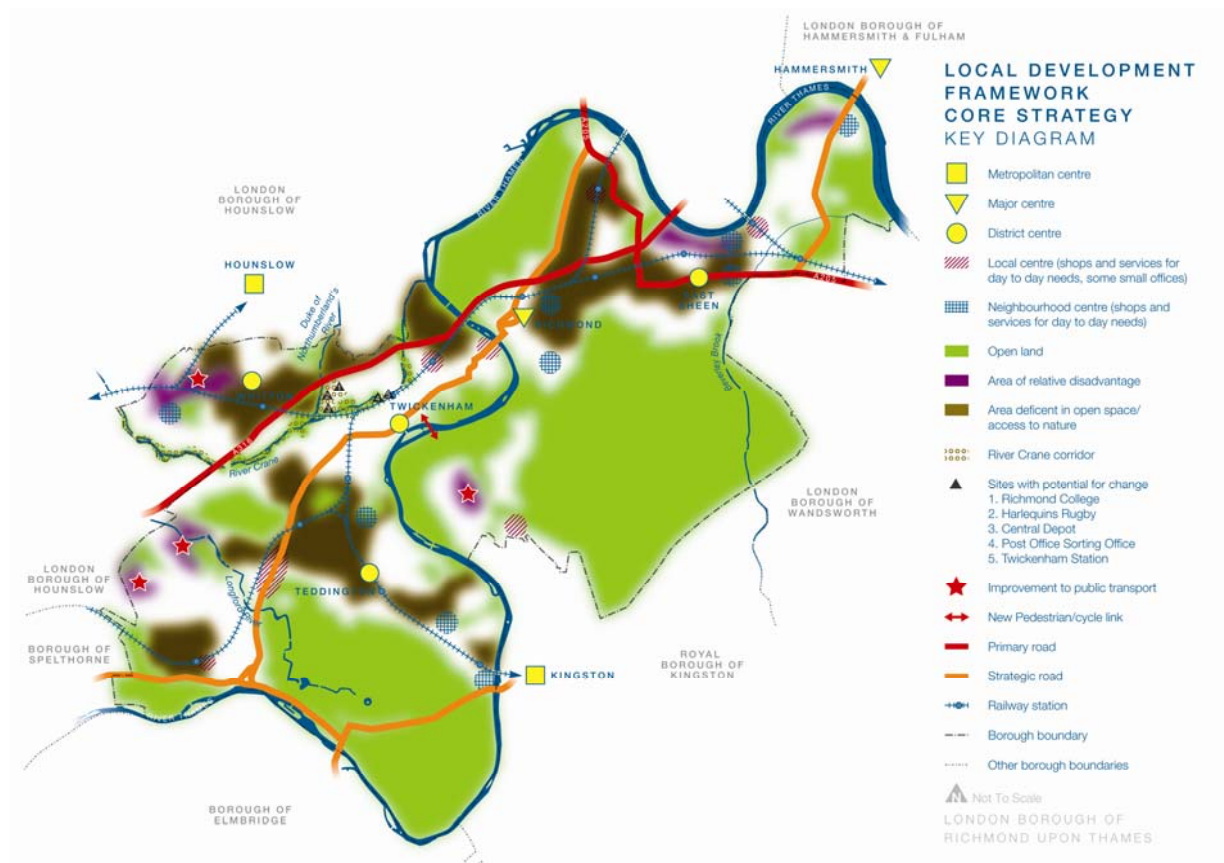 LONDON BOROUGH OF
HAMMERSMITH & FULHAM
HAMMERSMITH
RIVER THAMES
A205
LONDON
BOROUGH OF
HOUNSLOW
RIVER THAMES
HOUNSLOW
Duke of
Northumberland's
River
RICHMOND
EAST
SHEEN
A205
Beverley Brook
TWICKENHAM
A316
River Crane
LONDON
BOROUGH OF
WANDSWORTH
LONDON
BOROUGH OF
HOUNSLOW
Longford River
TEDDINGTON
BOROUGH OF
SPELTHORNE
ROYAL
BOROUGH OF
KINGSTON
KINGSTON
RIVER THAMES
BOROUGH OF
ELMBRIDGE
LOCAL DEVELOPMENT
FRAMEWORK
CORE STRATEGY
KEY DIAGRAM
Metropolitan centre
Major centre
District centre
Local centre (shops and services for
day to day needs, some small offices)
Neighbourhood centre (shops and
services for day to day needs)
Open land
Area of relative disadvantage
Area deficent in open space/
access to nature
River Crane corridor
Sites with potential for change
1. Richmond College
2. Harlequins Rugby
3. Central Depot
4. Post Office Sorting Office
5. Twickenham Station
Improvement to public transport
New Pedestrian/cycle link
Primary road
Strategic road
Railway station
Borough boundary
Other borough boundaries
N Not To Scale
LONDON BOROUGH OF
RICHMOND UPON THAMES